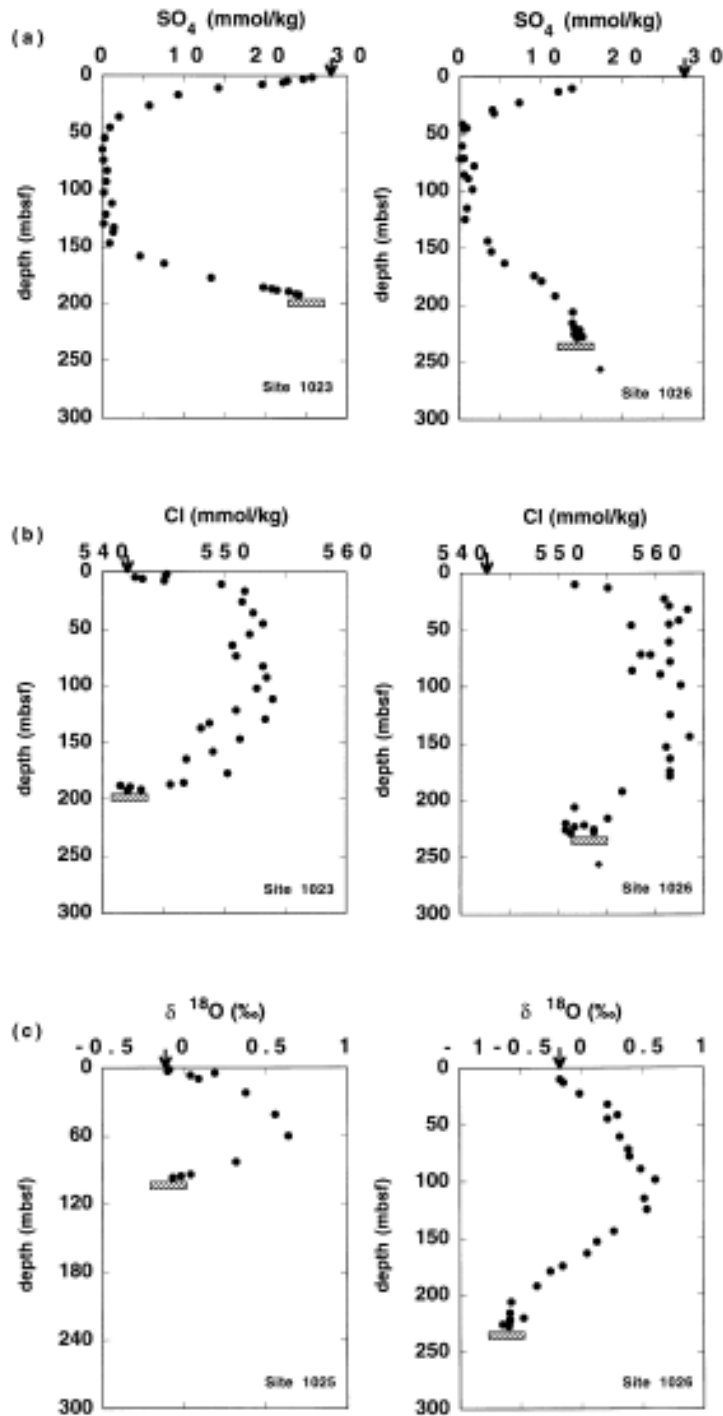 (a)
SO4 (mmol/kg)
0 10 20 30
0
50
100
150
200
250
300
depth (mbsf)
Site 1023
SO4 (mmol/kg)
0 10 20 30
0
50
100
150
200
250
300
depth (mbsf)
Site 1026
(b)
Cl (mmol/kg)
540 550 560
0
50
100
150
200
250
300
depth (mbsf)
Site 1023
Cl (mmol/kg)
540 550 560
0
50
100
150
200
250
300
depth (mbsf)
Site 1026
(c)
δ 18O (‰)
-0.5 0 0.5 1
0
60
120
180
240
300
depth (mbsf)
Site 1025
δ 18O (‰)
-1 -0.5 0 0.5 1
0
50
100
150
200
250
300
depth (mbsf)
Site 1026